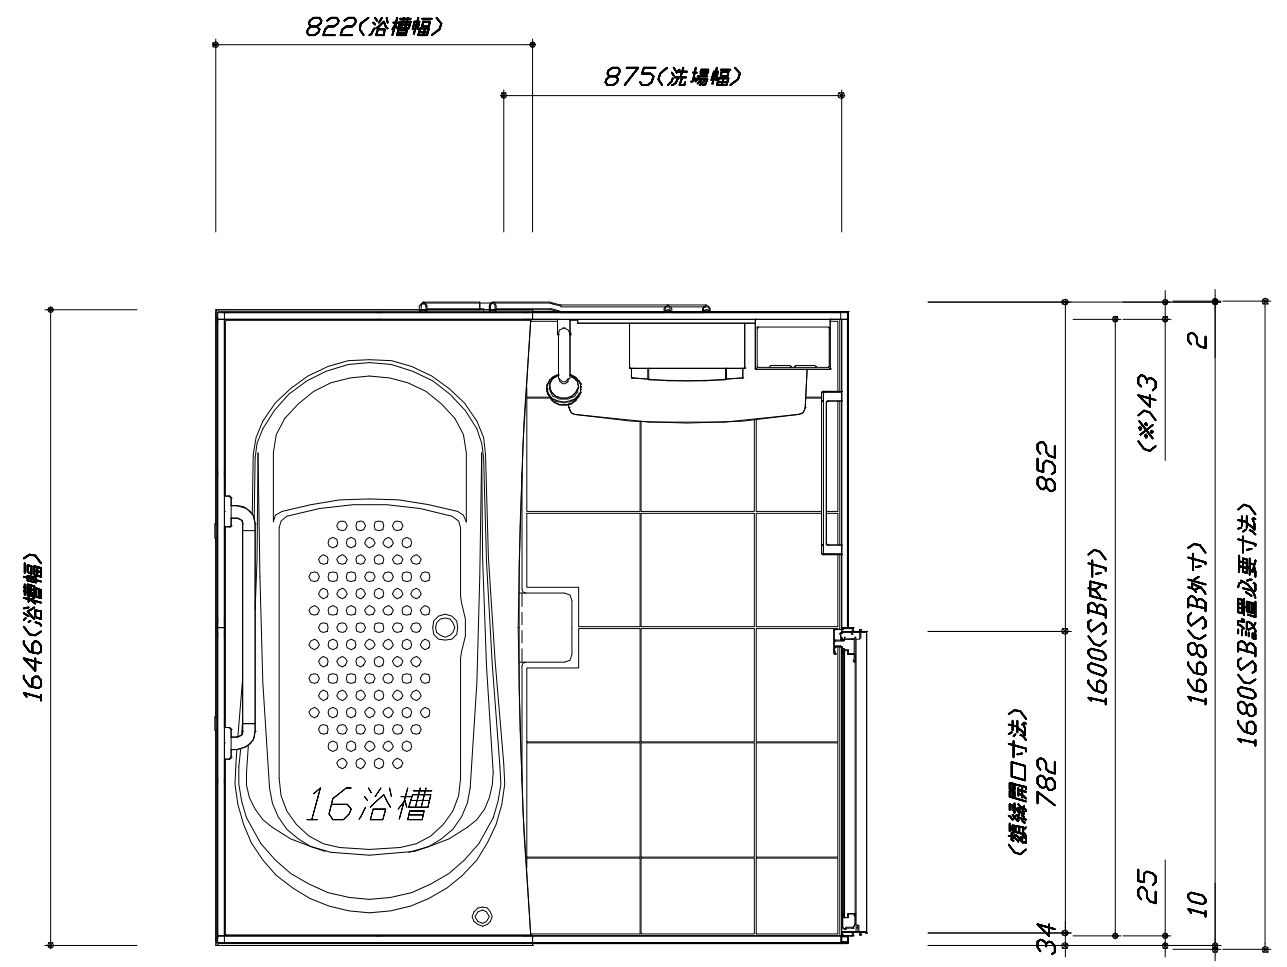 822(浴槽幅)
875(洗場幅)
1646(浴槽幅)
16浴槽
852
(額縁開口寸法)
782
34
1600(SB内寸)
(※)43
25
2
1668(SB外寸)
10
1680(SB設置必要寸法)